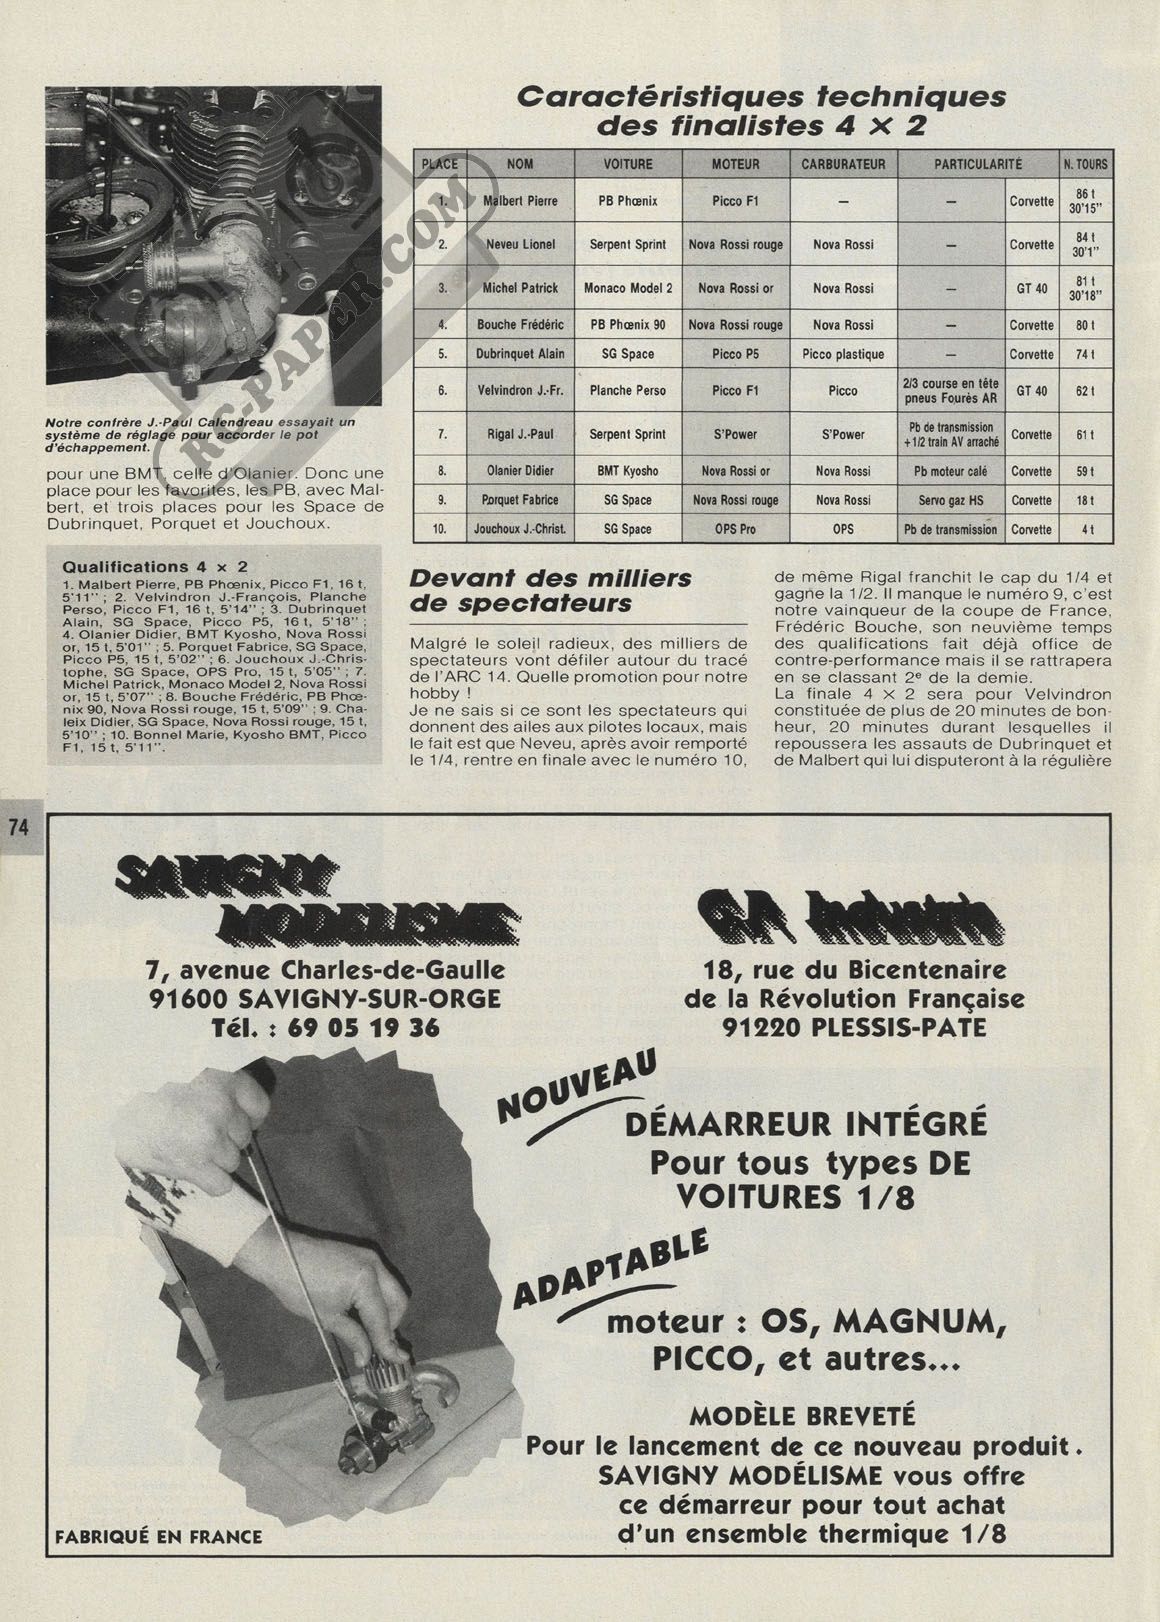 RC-PAPER.COM
Notre confrère J.-Paul Calendreau essayait un
système de réglage pour accorder le pot
d'échappement.
pour une BMT, celle d'Olanier. Donc une
place pour les favorites, les PB, avec Mal-
bert, et trois places pour les Space de
Dubrinquet, Porquet et Jouchoux.
Qualifications 4 x 2
1. Malbert Pierre, PB Phœnix, Picco F1, 16 t,
5'11'' ; 2. Velvindron J.-François, Planche
Perso, Picco F1, 16 t, 5'14'' ; 3. Dubrinquet
Alain, SG Space, Picco P5, 16 t, 5'18'' ;
4. Olanier Didier, BMT Kyosho, Nova Rossi
or, 15 t, 5'01'' ; 5. Porquet Fabrice, SG Space,
Picco P5, 15 t, 5'02'' ; 6. Jouchoux J.-Chris-
tophe, SG Space, OPS Pro, 15 t, 5'05'' ; 7.
Michel Patrick, Monaco Model 2, Nova Rossi
or, 15 t, 5'07'' ; 8. Bouche Frédéric, PB Phœ-
nix 90, Nova Rossi rouge, 15 t, 5'09'' ; 9. Cha-
leix Didier, SG Space, Nova Rossi rouge, 15 t,
5'10'' ; 10. Bonnel Marie, Kyosho BMT, Picco
F1, 15 t, 5'11''.
Caractéristiques techniques
des finalistes 4 × 2
PLACE NOM VOITURE MOTEUR CARBURATEUR PARTICULARITÉ N. TOURS
1. Malbert Pierre PB Phœnix Picco F1 — — Corvette 86 t 30'15''
2. Neveu Lionel Serpent Sprint Nova Rossi rouge Nova Rossi — Corvette 84 t 30'1''
3. Michel Patrick Monaco Model 2 Nova Rossi or Nova Rossi — GT 40 81 t 30'18''
4. Bouche Frédéric PB Phœnix 90 Nova Rossi rouge Nova Rossi — Corvette 80 t
5. Dubrinquet Alain SG Space Picco P5 Picco plastique — Corvette 74 t
6. Velvindron J.-Fr. Planche Perso Picco F1 Picco 2/3 course en tête pneus Fourès AR GT 40 62 t
7. Rigal J.-Paul Serpent Sprint S'Power S'Power Pb de transmission + 1/2 train AV arraché Corvette 61 t
8. Olanier Didier BMT Kyosho Nova Rossi or Nova Rossi Pb moteur calé Corvette 59 t
9. Porquet Fabrice SG Space Nova Rossi rouge Nova Rossi Servo gaz HS Corvette 18 t
10. Jouchoux J.-Christ. SG Space OPS Pro OPS Pb de transmission Corvette 4 t
Devant des milliers
de spectateurs
Malgré le soleil radieux, des milliers de
spectateurs vont défiler autour du tracé
de l'ARC 14. Quelle promotion pour notre
hobby !
Je ne sais si ce sont les spectateurs qui
donnent des ailes aux pilotes locaux, mais
le fait est que Neveu, après avoir remporté
le 1/4, rentre en finale avec le numéro 10,
de même Rigal franchit le cap du 1/4 et
gagne la 1/2. Il manque le numéro 9, c'est
notre vainqueur de la coupe de France,
Frédéric Bouche, son neuvième temps
des qualifications fait déjà office de
contre-performance mais il se rattrapera
en se classant 2e de la demie.
La finale 4 × 2 sera pour Velvindron
constituée de plus de 20 minutes de bon-
heur, 20 minutes durant lesquelles il
repoussera les assauts de Dubrinquet et
de Malbert qui lui disputeront à la régulière
74
SAVIGNY
MODELISME
7, avenue Charles-de-Gaulle
91600 SAVIGNY-SUR-ORGE
Tél. : 69 05 19 36
G.P. Industrie
18, rue du Bicentenaire
de la Révolution Française
91220 PLESSIS-PATE
NOUVEAU
DÉMARREUR INTÉGRÉ
Pour tous types DE
VOITURES 1/8
ADAPTABLE
moteur : OS, MAGNUM,
PICCO, et autres...
MODÈLE BREVETÉ
Pour le lancement de ce nouveau produit.
SAVIGNY MODÉLISME vous offre
ce démarreur pour tout achat
d'un ensemble thermique 1/8
FABRIQUÉ EN FRANCE